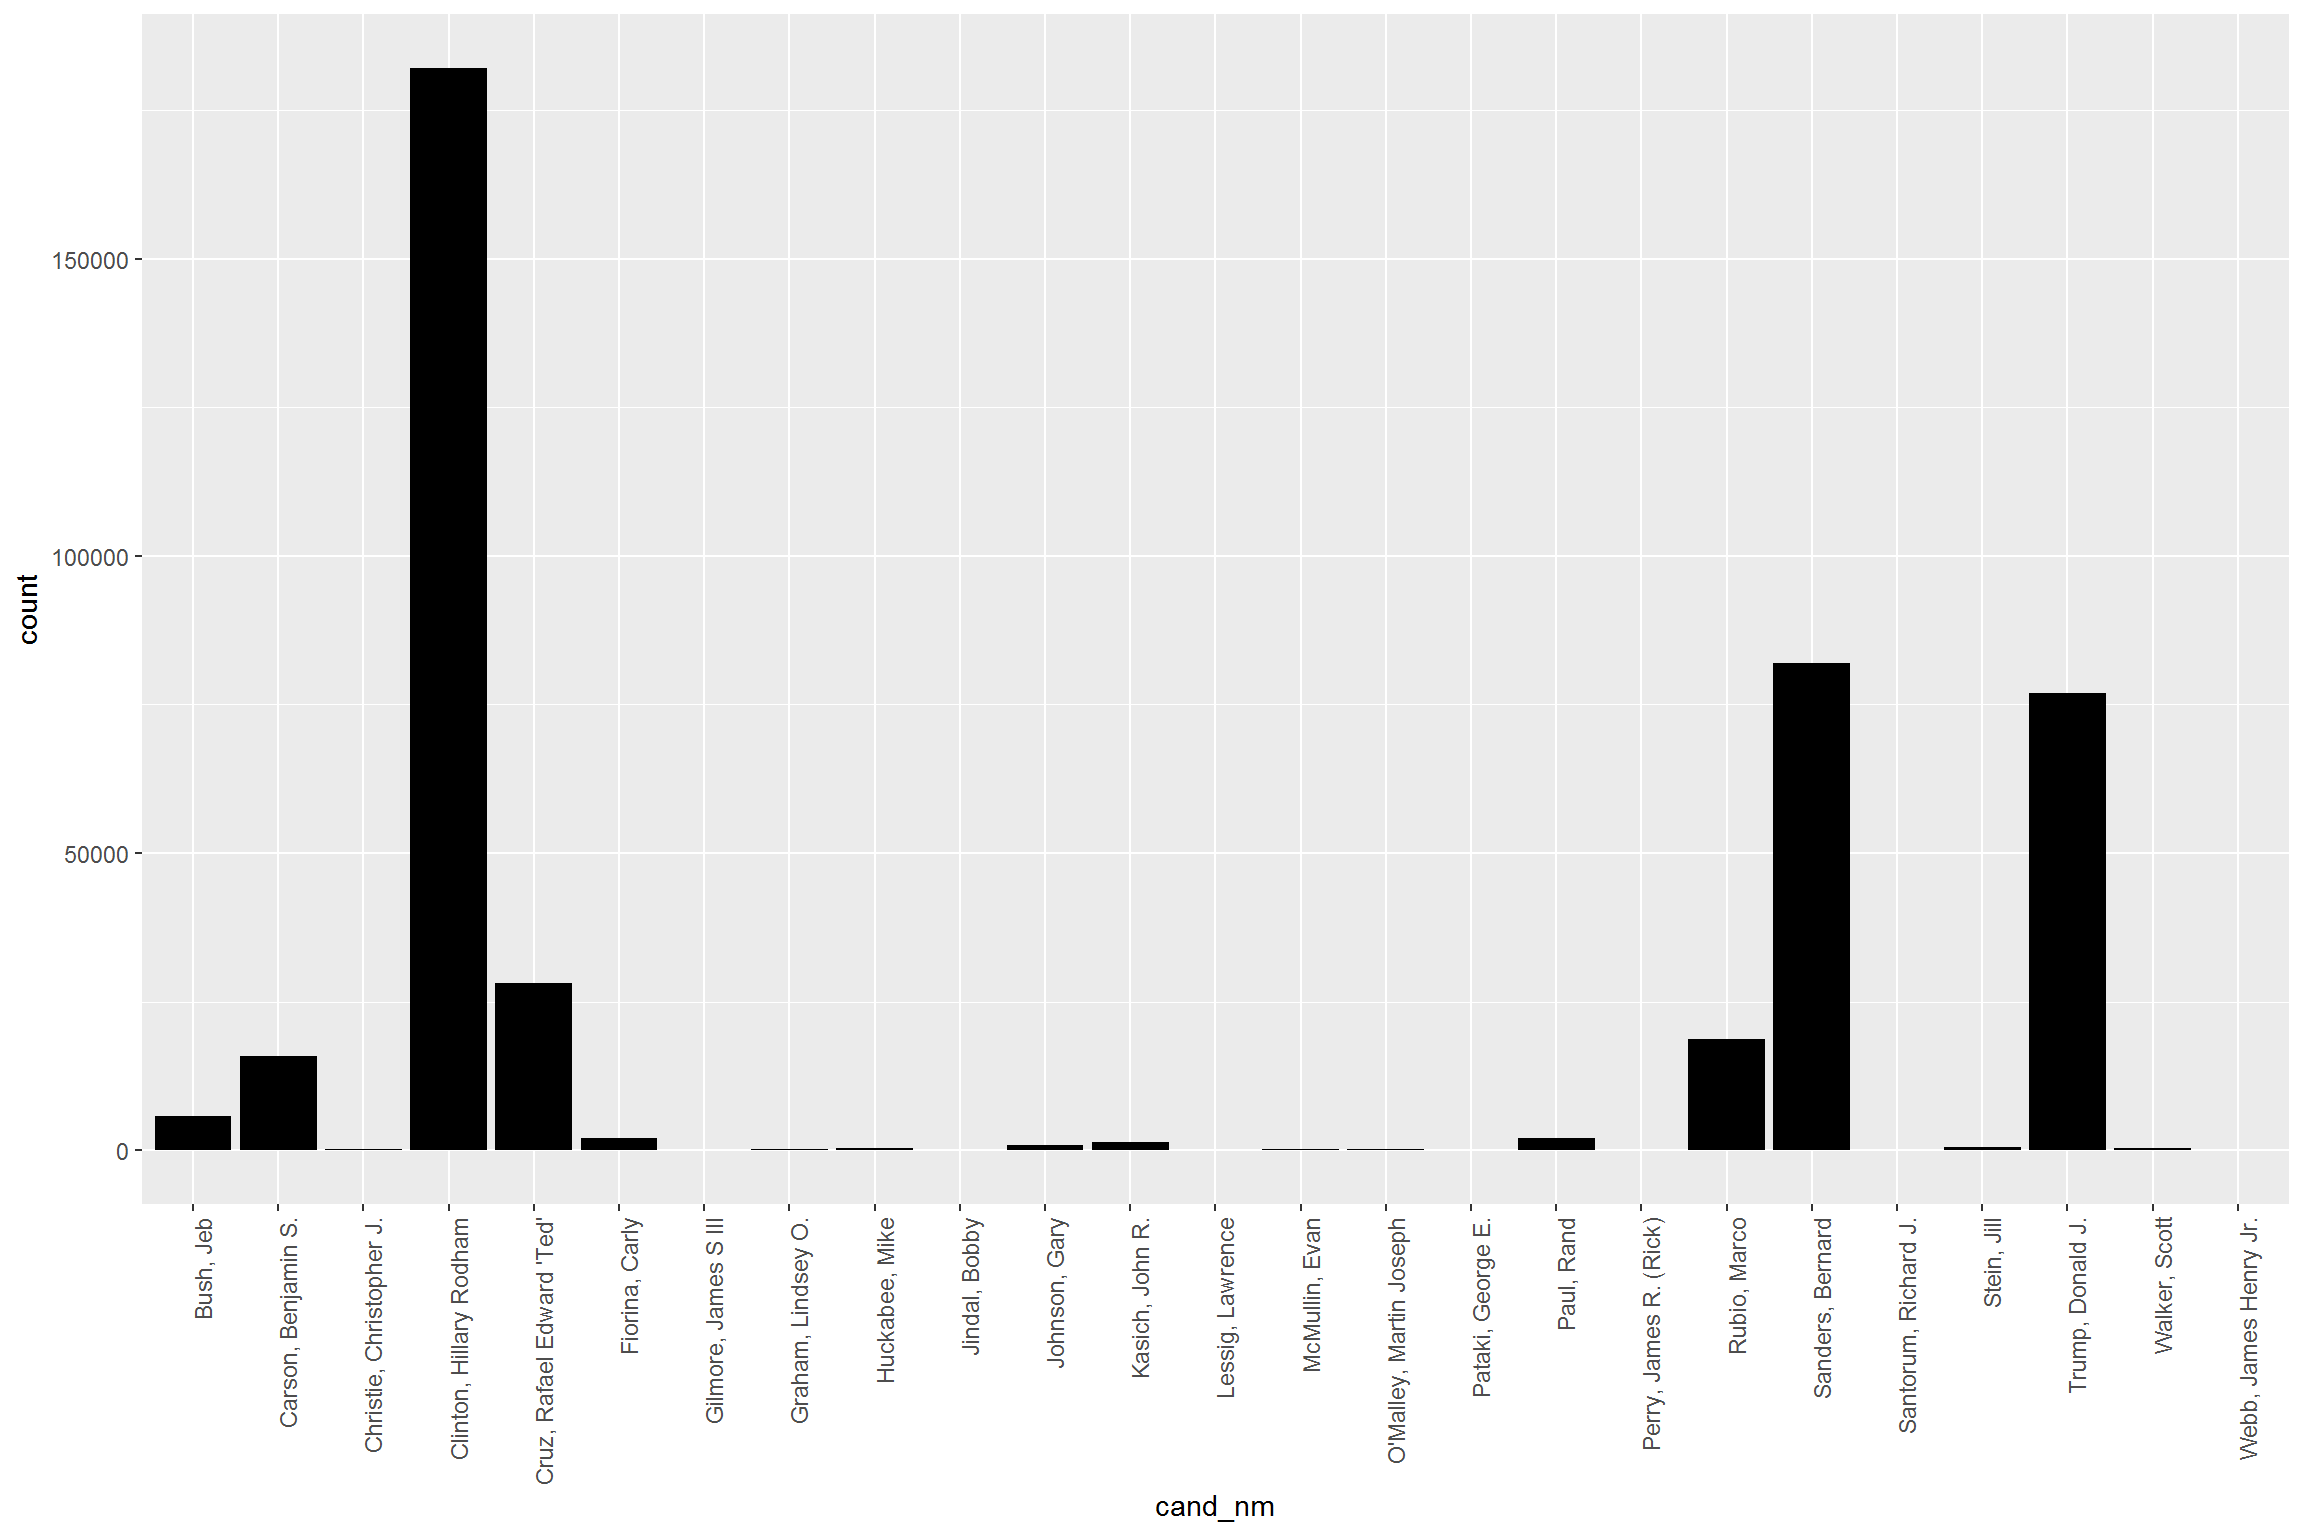 count
150000
100000
50000
0
Bush, Jeb
Carson, Benjamin S.
Christie, Christopher J.
Clinton, Hillary Rodham
Cruz, Rafael Edward 'Ted'
Fiorina, Carly
Gilmore, James S III
Graham, Lindsey O.
Huckabee, Mike
Jindal, Bobby
Johnson, Gary
Kasich, John R.
Lessig, Lawrence
McMullin, Evan
O'Malley, Martin Joseph
Pataki, George E.
Paul, Rand
Perry, James R. (Rick)
Rubio, Marco
Sanders, Bernard
Santorum, Richard J.
Stein, Jill
Trump, Donald J.
Walker, Scott
Webb, James Henry Jr.
cand_nm